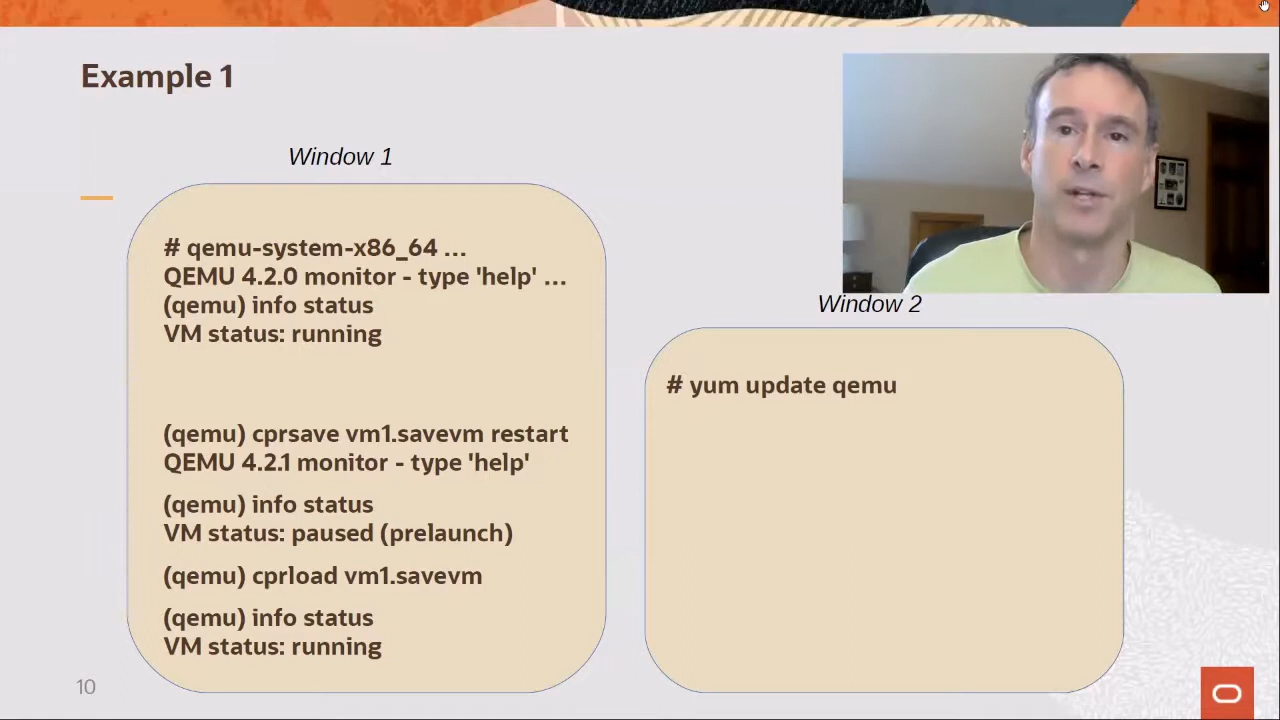 Example 1
Window 1
# qemu-system-x86_64 ...
QEMU 4.2.0 monitor - type 'help' ...
(qemu) info status
VM status: running
(qemu) cprsave vm1.savevm restart
QEMU 4.2.1 monitor - type 'help'
(qemu) info status
VM status: paused (prelaunch)
(qemu) cprload vm1.savevm
(qemu) info status
VM status: running
Window 2
# yum update qemu
10